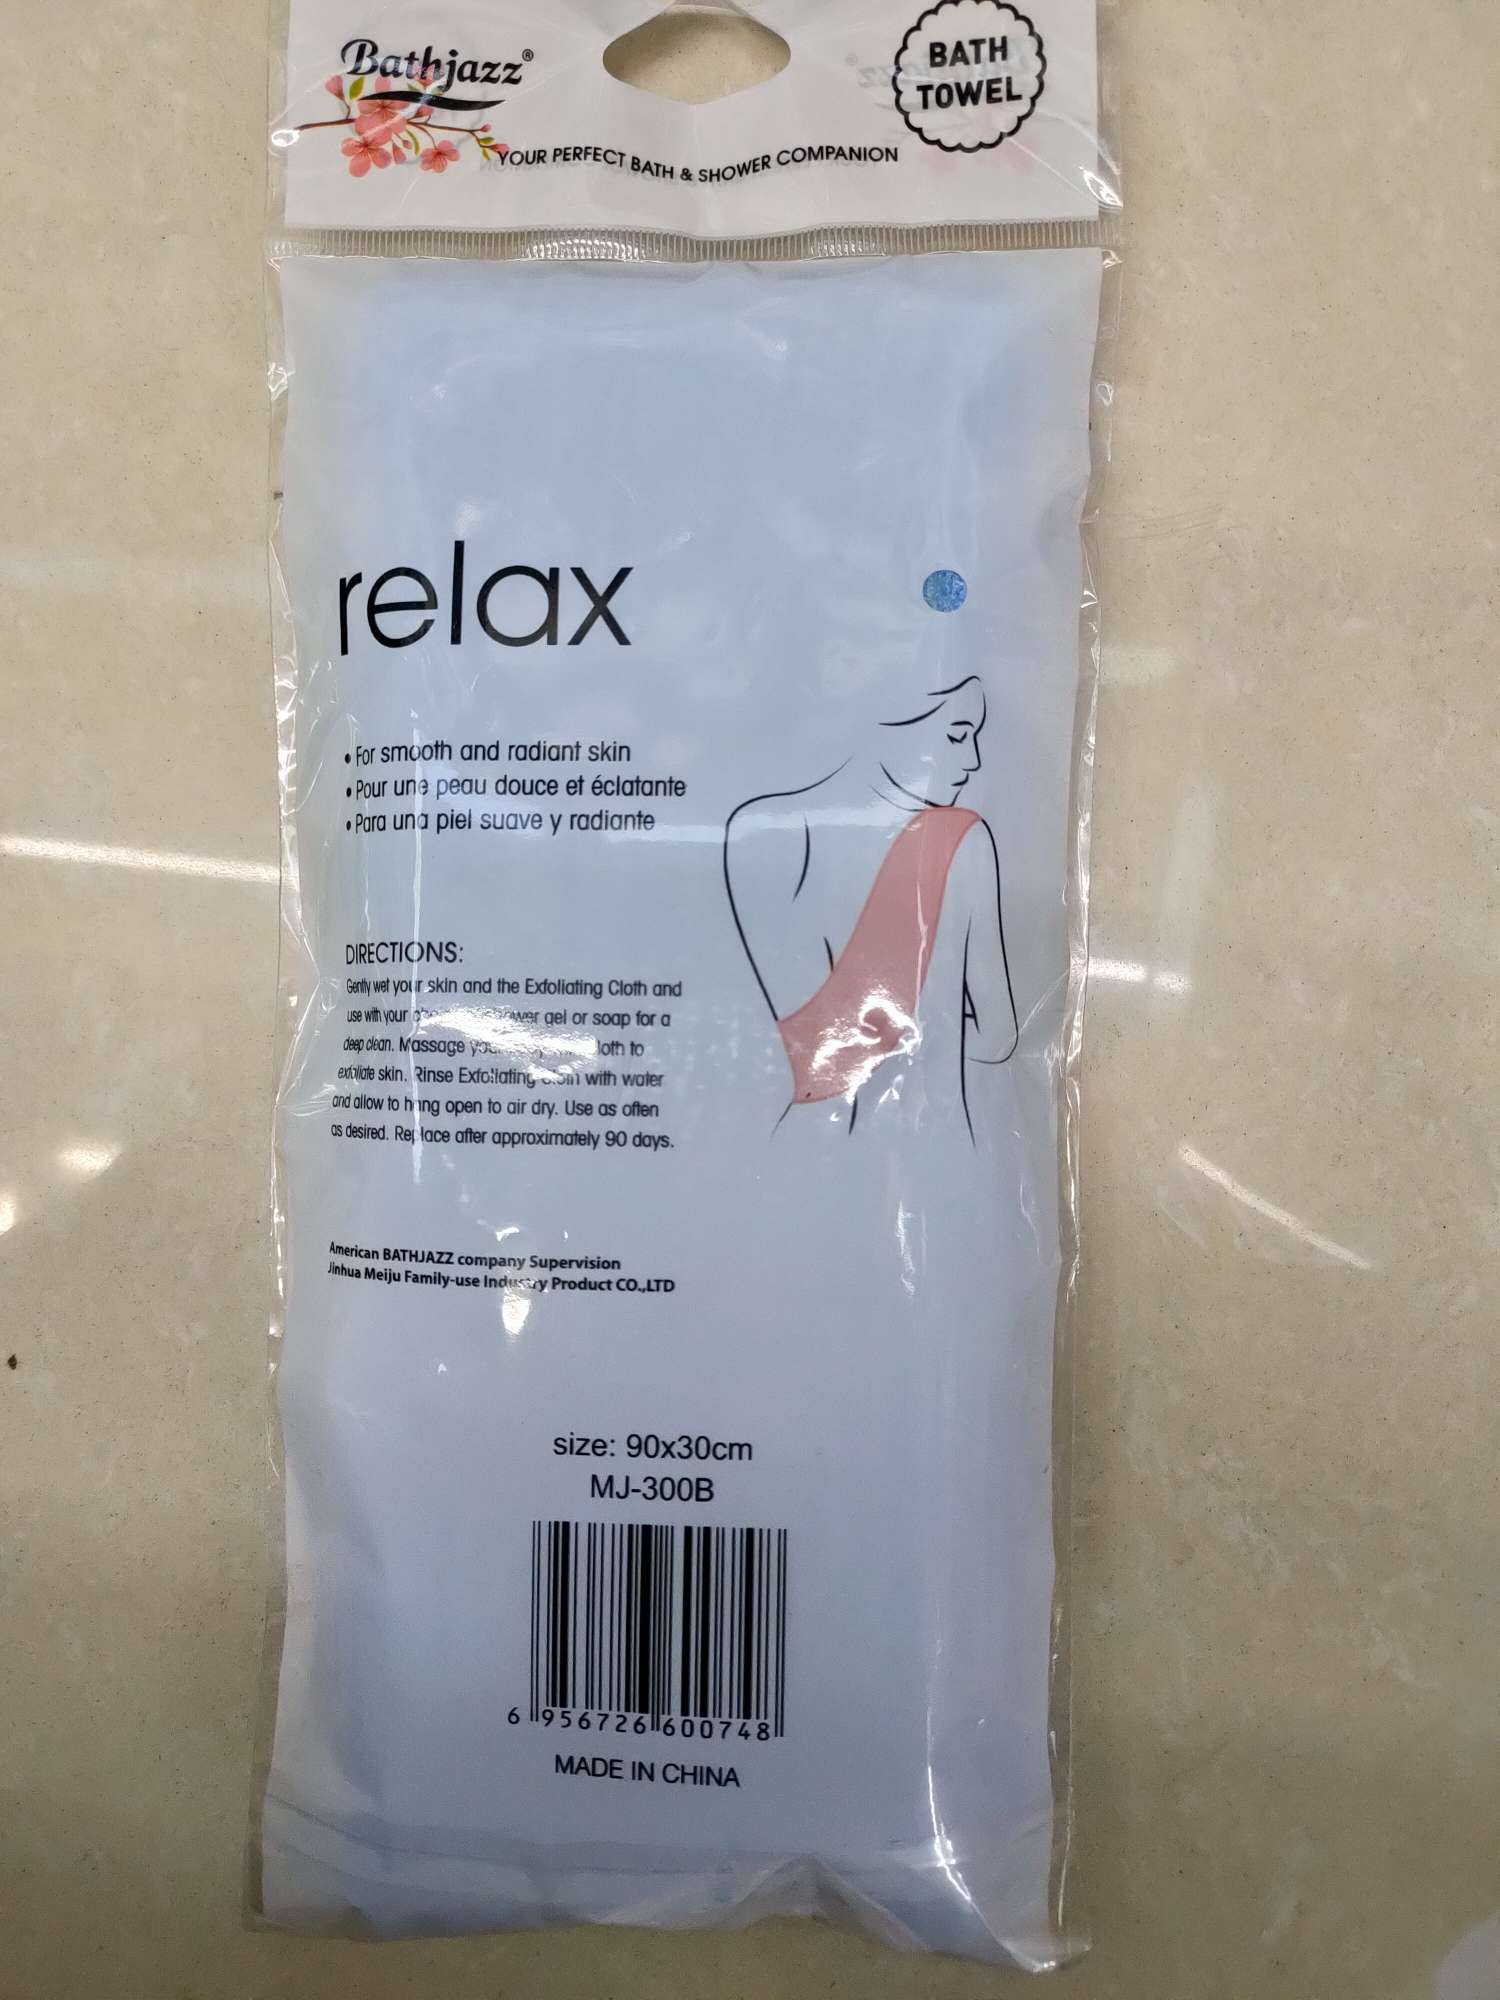 Bathjazz®
BATH
TOWEL
YOUR PERFECT BATH & SHOWER COMPANION
relax
• For smooth and radiant skin
• Pour une peau douce et éclatante
• Para una piel suave y radiante
DIRECTIONS:
Gently wet your skin and the Exfoliating Cloth and
use with your gel or soap for a
deep clean. Massage to
exfoliate skin. Rinse Exfoliating with water
and allow to hang open to air dry. Use as often
as desired. Replace after approximately 90 days.
American BATHJAZZ company Supervision
Jinhua Meiju Family-use Industry Product CO.,LTD
size: 90x30cm
MJ-300B
6 956726 600748
MADE IN CHINA